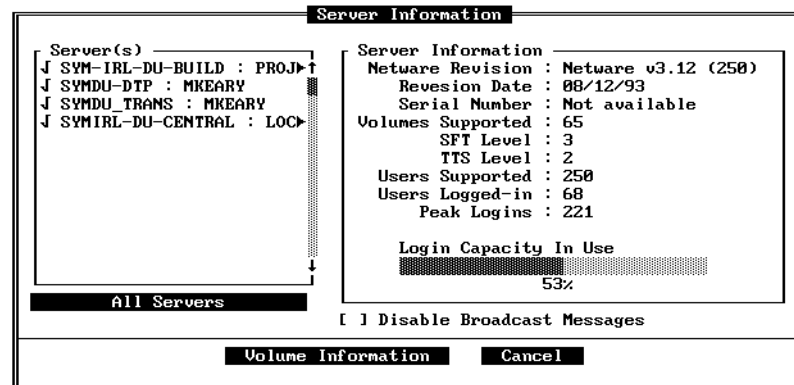 Server Information
Server(s)
√ SYM-IRL-DU-BUILD : PROJ
√ SYMDU-DTP : MKEARY
√ SYMDU_TRANS : MKEARY
√ SYMIRL-DU-CENTRAL : LOC
All Servers
Server Information
Netware Revision : Netware v3.12 (250)
Revesion Date : 08/12/93
Serial Number : Not available
Volumes Supported : 65
SFT Level : 3
TTS Level : 2
Users Supported : 250
Users Logged-in : 68
Peak Logins : 221
Login Capacity In Use
53%
[ ] Disable Broadcast Messages
Volume Information
Cancel